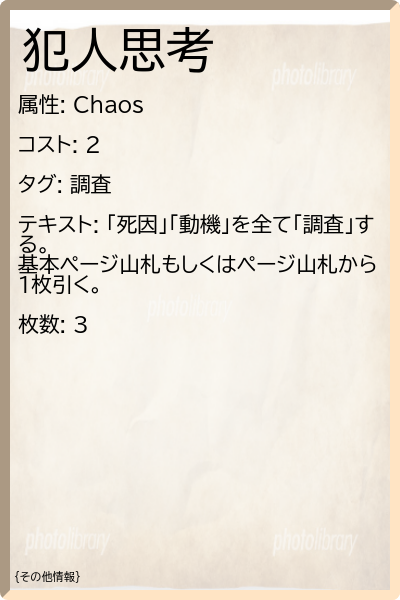 犯人思考
photolibrary
photolibrary
属性: Chaos
コスト: 2
タグ: 調査
テキスト: 「死因」「動機」を全て「調査」す
る。
基本ページ山札もしくはページ山札から
1枚引く。
photolibrary
枚数: 3
photolibrary
photolibrary
{その他情報}